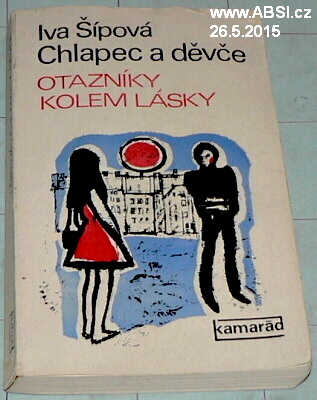 www.ABSI.cz
26.5.2015
Iva Šípová
Chlapec a děvče
OTAZNÍKY
KOLEM LÁSKY
kamarád